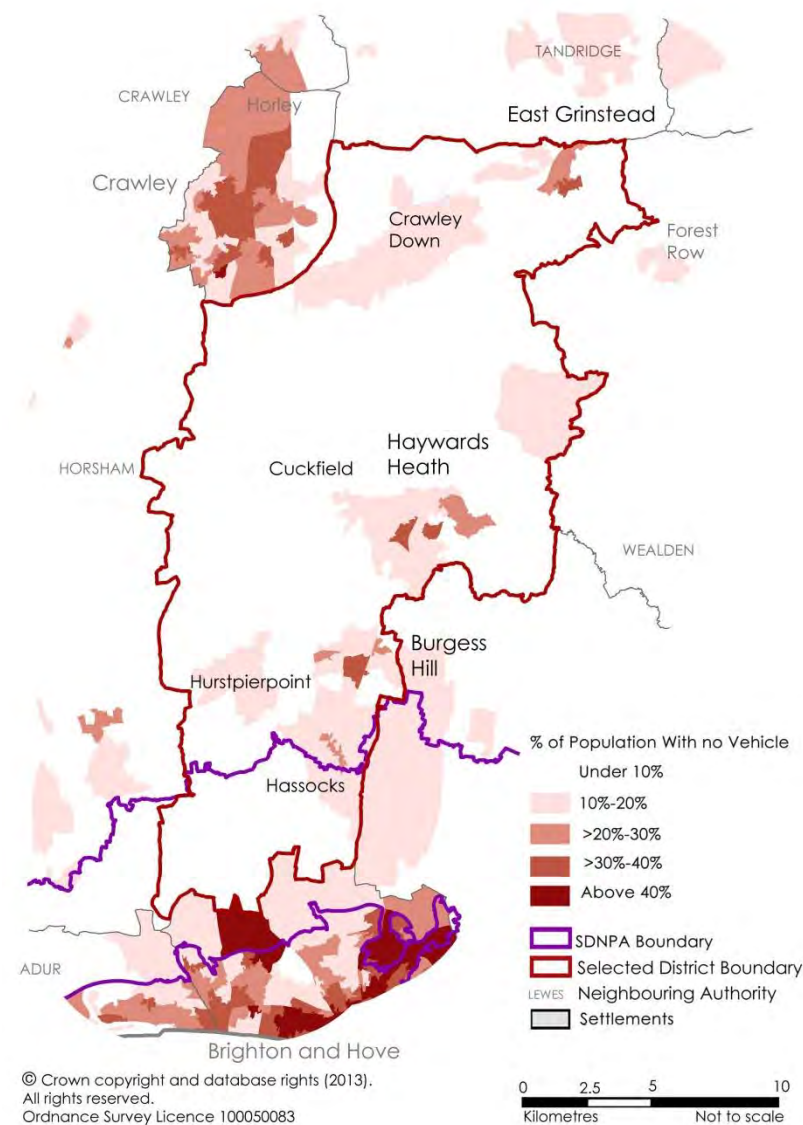 TANDRIDGE
CRAWLEY
Horley
East Grinstead
Crawley
Crawley
Down
Forest
Row
HORSHAM
Cuckfield
Haywards
Heath
WEALDEN
Burgess
Hill
Hurstpierpoint
Hassocks
% of Population With no Vehicle
Under 10%
10%-20%
>20%-30%
>30%-40%
Above 40%
SDNPA Boundary
Selected District Boundary
LEWES Neighbouring Authority
Settlements
ADUR
Brighton and Hove
© Crown copyright and database rights (2013).
All rights reserved.
Ordnance Survey Licence 100050083
0 2.5 5 10
Kilometres Not to scale